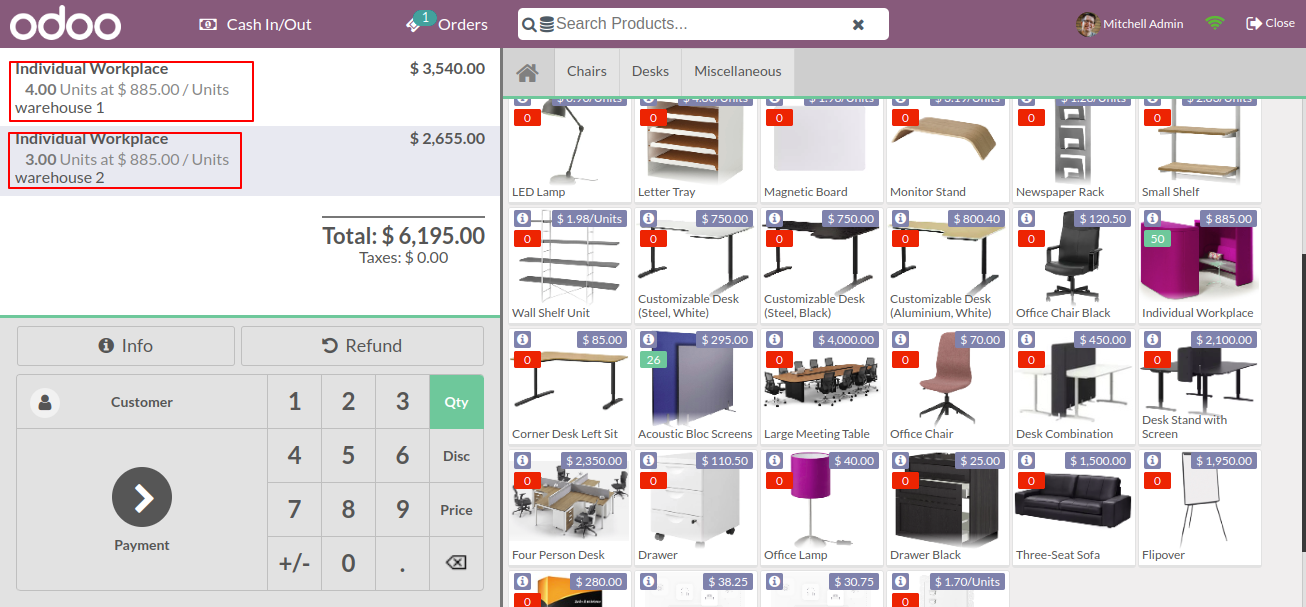 odoo
Cash In/Out
1
Orders
Search Products...
Mitchell Admin
Close
Individual Workplace
$ 3,540.00
4.00 Units at $ 885.00 / Units
warehouse 1
Individual Workplace
$ 2,655.00
3.00 Units at $ 885.00 / Units
warehouse 2
Total: $ 6,195.00
Taxes: $ 0.00
Info
Refund
Customer
1
2
3
Qty
4
5
6
Disc
7
8
9
Price
Payment
+/-
0
.
Chairs
Desks
Miscellaneous
0
0
0
0
0
0
LED Lamp
Letter Tray
Magnetic Board
Monitor Stand
Newspaper Rack
Small Shelf
$ 1.98/Units
$ 750.00
$ 750.00
$ 800.40
$ 120.50
$ 885.00
0
0
0
0
0
50
Wall Shelf Unit
Customizable Desk
(Steel, White)
Customizable Desk
(Steel, Black)
Customizable Desk
(Aluminium, White)
Office Chair Black
Individual Workplace
$ 85.00
$ 295.00
$ 4,000.00
$ 70.00
$ 450.00
$ 2,100.00
0
26
0
0
0
0
Corner Desk Left Sit
Acoustic Bloc Screens
Large Meeting Table
Office Chair
Desk Combination
Desk Stand with
Screen
$ 2,350.00
$ 110.50
$ 40.00
$ 25.00
$ 1,500.00
$ 1,950.00
0
0
0
0
0
0
Four Person Desk
Drawer
Office Lamp
Drawer Black
Three-Seat Sofa
Flipover
$ 280.00
$ 38.25
$ 30.75
$ 1.70/Units
0
0
0
0